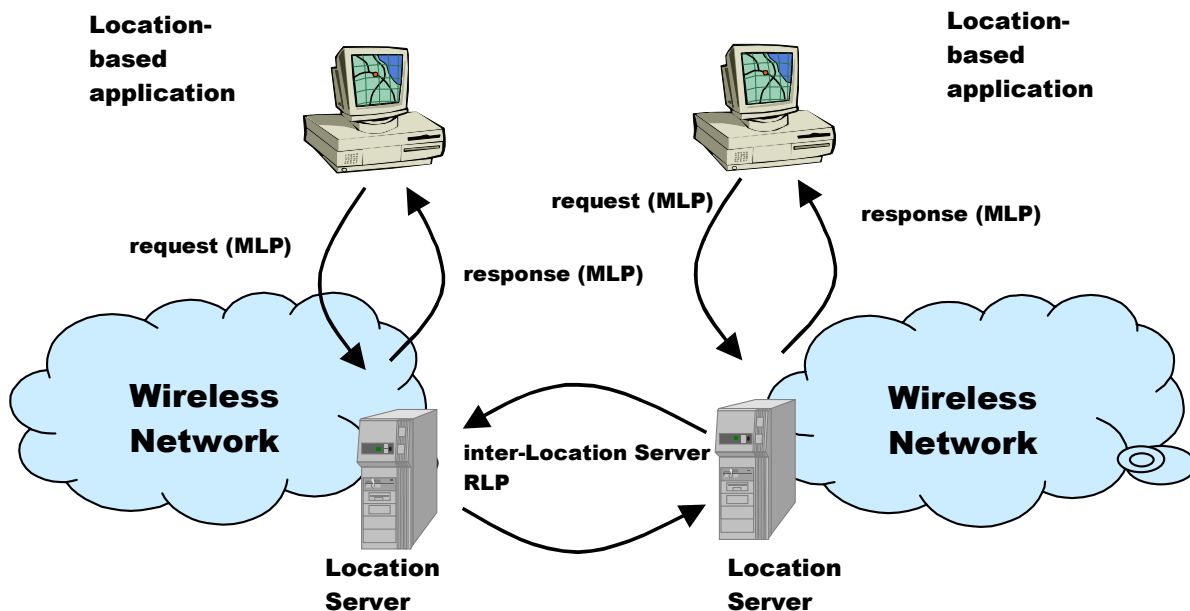 Location-
based
application
Location-
based
application
request (MLP)
response (MLP)
request (MLP)
response (MLP)
Wireless
Network
inter-Location Server
RLP
Wireless
Network
Location
Server
Location
Server